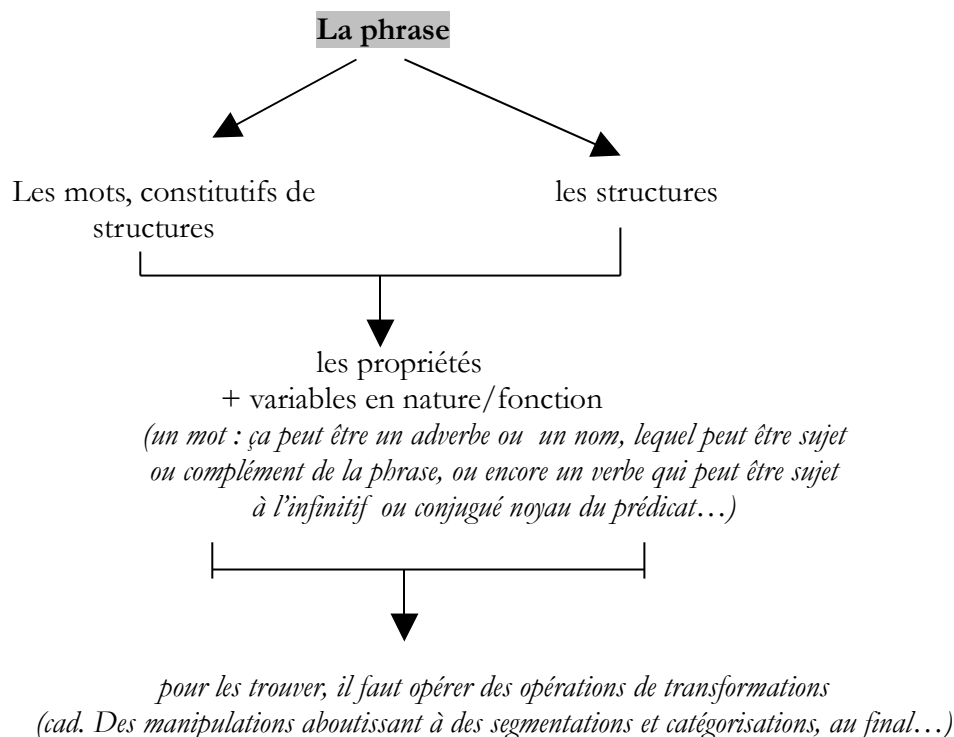 La phrase
Les mots, constitutifs de
structures
les structures
les propriétés
+ variables en nature/fonction
(un mot : ça peut être un adverbe ou un nom, lequel peut être sujet
ou complément de la phrase, ou encore un verbe qui peut être sujet
à l’infinitif ou conjugué noyau du prédicat…)
pour les trouver, il faut opérer des opérations de transformations
(cad. Des manipulations aboutissant à des segmentations et catégorisations, au final…)